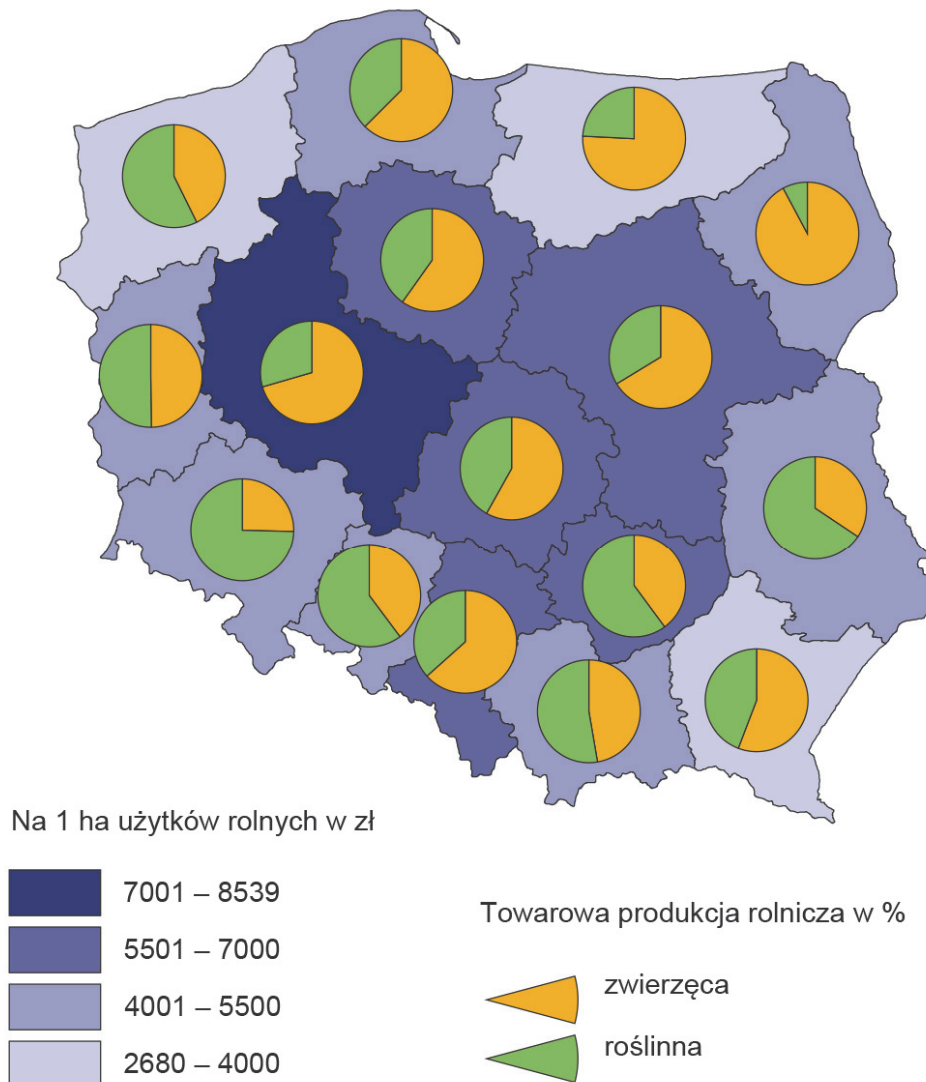 Na 1 ha użytków rolnych w zł
7001 – 8539
5501 – 7000
4001 – 5500
2680 – 4000
Towarowa produkcja rolnicza w %
zwierzęca
roślinna